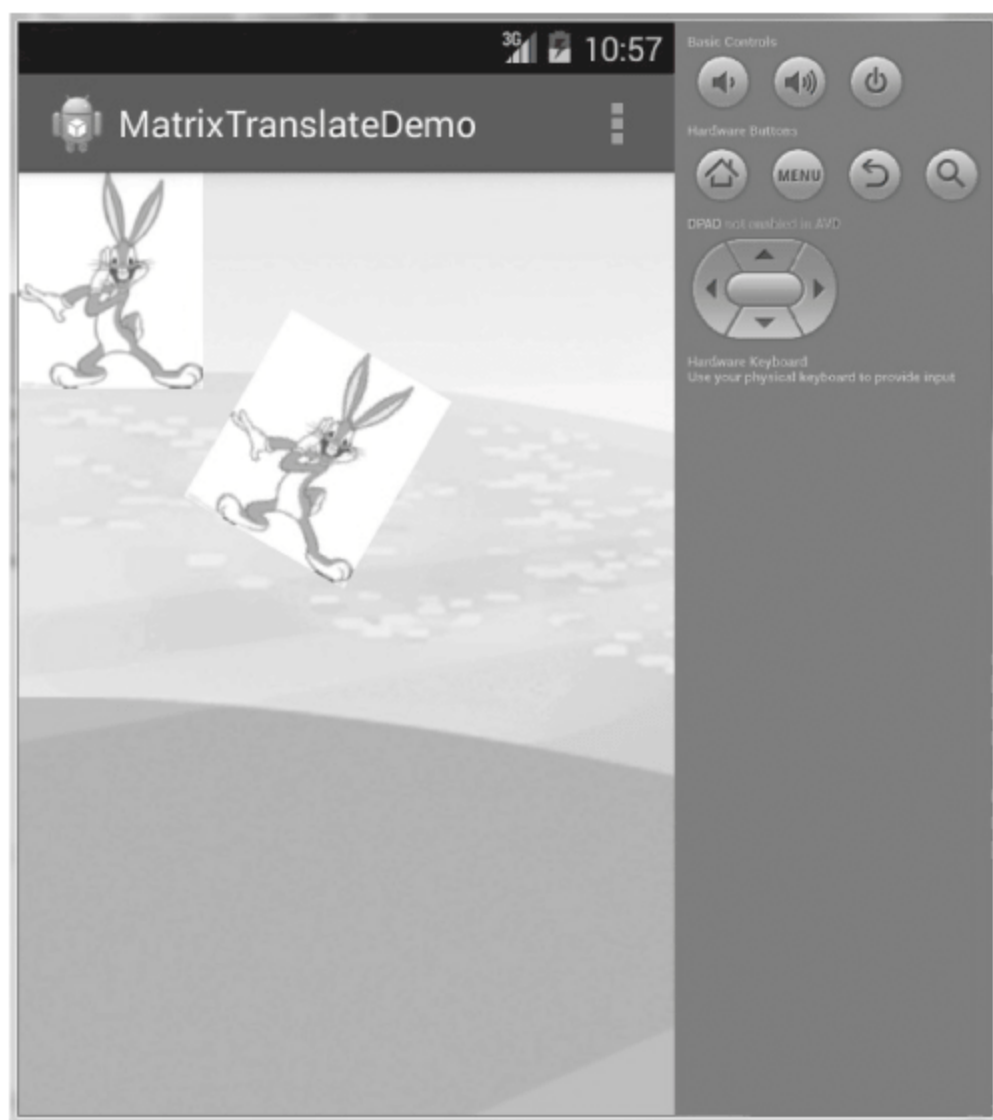 3G 10:57
MatrixTranslateDemo
Basic Controls
Hardware Buttons
MENU
DPAD not enabled in AVD
Hardware Keyboard
Use your physical keyboard to provide input